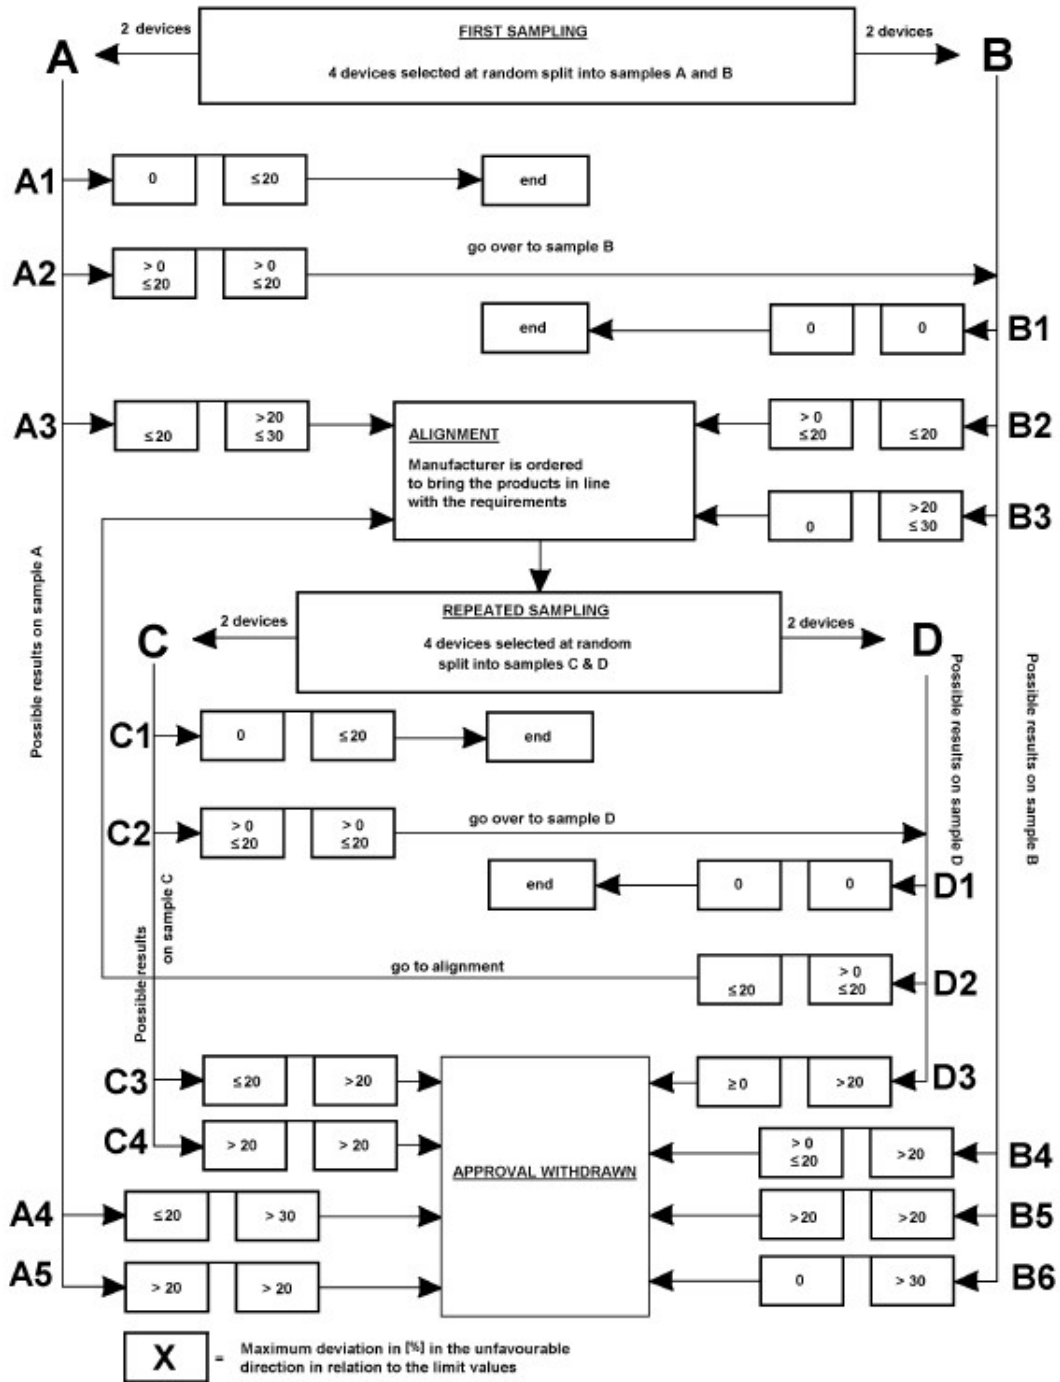 2 devices
FIRST SAMPLING
2 devices
A
B
4 devices selected at random split into samples A and B
A1
0
≤ 20
end
go over to sample B
A2
> 0
≤ 20
> 0
≤ 20
end
0
0
B1
A3
≤ 20
> 20
≤ 30
ALIGNMENT
Manufacturer is ordered
to bring the products in line
with the requirements
> 0
≤ 20
≤ 20
B2
0
> 20
≤ 30
B3
Possible results on sample A
REPEATED SAMPLING
2 devices
2 devices
C
D
4 devices selected at random
split into samples C & D
Possible results on sample D
Possible results on sample B
C1
0
≤ 20
end
C2
> 0
≤ 20
> 0
≤ 20
go over to sample D
end
0
0
D1
Possible results
on sample C
go to alignment
≤ 20
> 0
≤ 20
D2
C3
≤ 20
> 20
≥ 0
> 20
D3
C4
> 20
> 20
APPROVAL WITHDRAWN
> 0
≤ 20
> 20
B4
A4
≤ 20
> 30
> 20
> 20
B5
A5
> 20
> 20
0
> 30
B6
X
= Maximum deviation in [%] in the unfavourable
direction in relation to the limit values